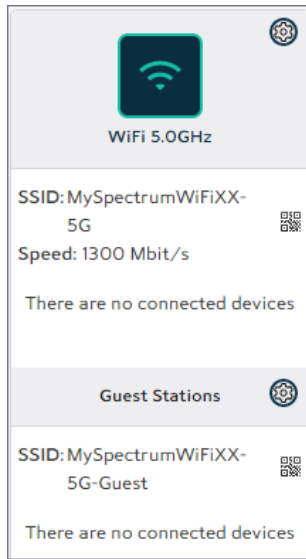 WiFi 5.0GHz
SSID: MySpectrumWiFiXX-
5G
Speed: 1300 Mbit/s
There are no connected devices
Guest Stations
SSID: MySpectrumWiFiXX-
5G-Guest
There are no connected devices